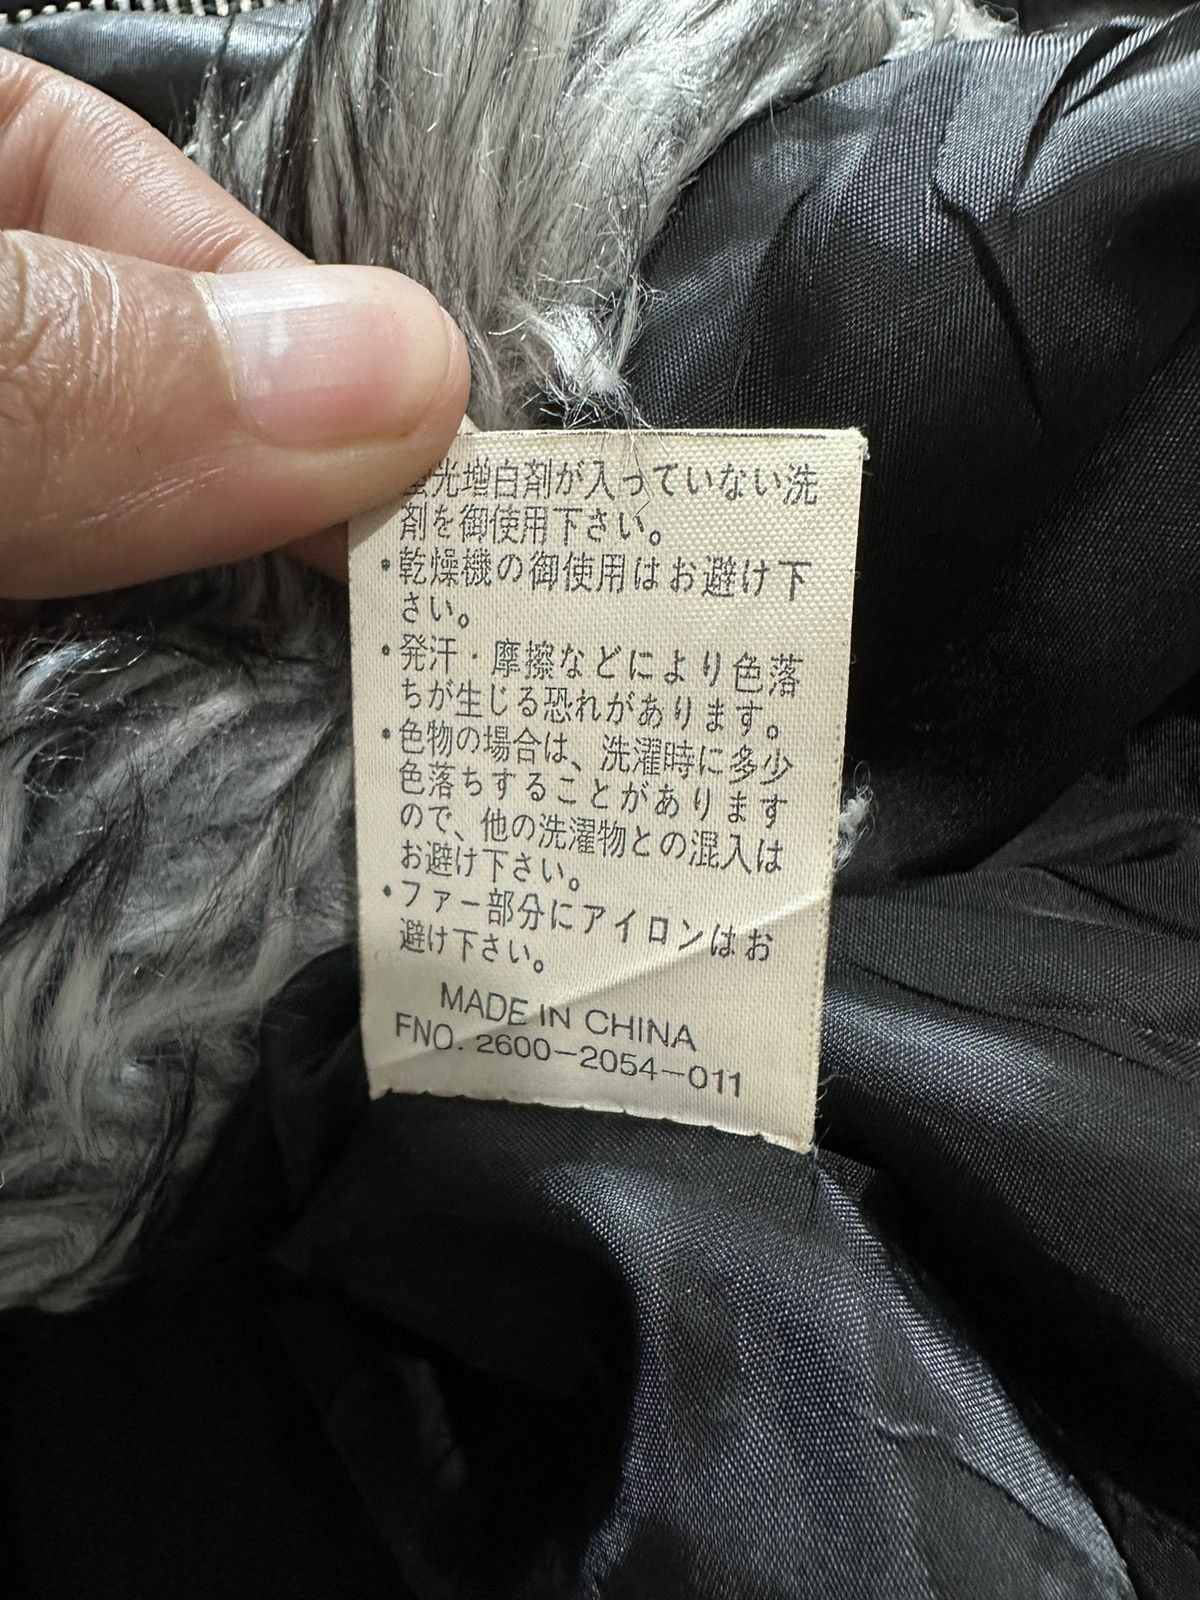 蛍光増白剤が入っていない洗
剤を御使用下さい。
・乾燥機の御使用はお避け下
さい。
・発汗・摩擦などにより色落
ちが生じる恐れがあります。
・色物の場合は、洗濯時に多少
色落ちすることがあります
ので、他の洗濯物との混入は
お避け下さい。
・ファー部分にアイロンはお
避け下さい。
MADE IN CHINA
FNO. 2600-2054-011